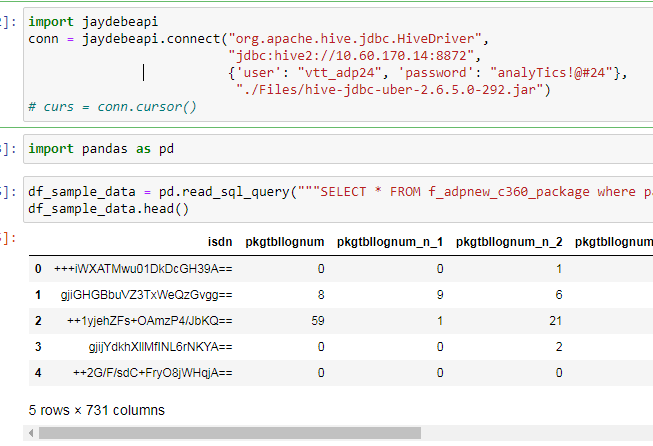 ]: import jaydebeapi
conn = jaydebeapi.connect("org.apache.hive.jdbc.HiveDriver",
"jdbc:hive2://10.60.170.14:8872",
{'user': "vtt_adp24", 'password': "analyTics!@#24"},
"./Files/hive-jdbc-uber-2.6.5.0-292.jar")
# curs = conn.cursor()
]: import pandas as pd
]: df_sample_data = pd.read_sql_query("""SELECT * FROM f_adpnew_c360_package where pa
df_sample_data.head()
]:
isdn pkgtbllognum pkgtbllognum_n_1 pkgtbllognum_n_2 pkgtbllognum
0 +++iWXATMwu01DkDcGH39A== 0 0 1
1 gjiGHGBbuVZ3TxWeQzGvgg== 8 9 6
2 ++1yjehZFs+OAmzP4/JbKQ== 59 1 21
3 gjijYdkhXllMflNL6rNKYA== 0 0 2
4 ++2G/F/sdC+FryO8jWHqjA== 0 0 0
5 rows × 731 columns